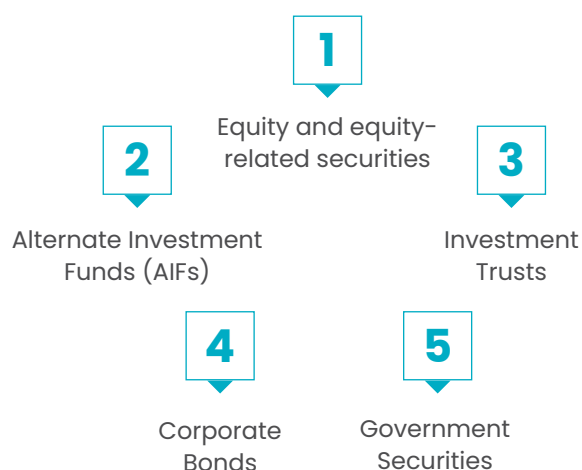 1
Equity and equity-
related securities
2
Alternate Investment
Funds (AIFs)
3
Investment
Trusts
4
Corporate
Bonds
5
Government
Securities